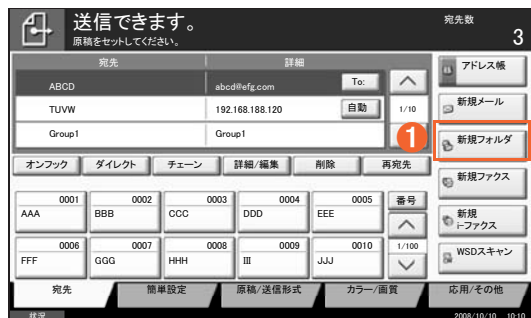 送信できます。
原稿をセットしてください。
宛先数
3
宛先 詳細
ABCD abcd@efg.com To:
TUVW 192.168.188.120 自動 1/10
Group1 Group1
1
オンフック ダイレクト チェーン 詳細/編集 削除 再宛先
0001 0002 0003 0004 0005 番号
AAA BBB CCC DDD EEE
0006 0007 0008 0009 0010 1/100
FFF GGG HHH III JJJ
アドレス帳
新規メール
新規フォルダ
新規ファクス
新規
i-ファクス
WSDスキャン
宛先 簡単設定 原稿/送信形式 カラー/画質 応用/その他
状況 2008/10/10 10:10